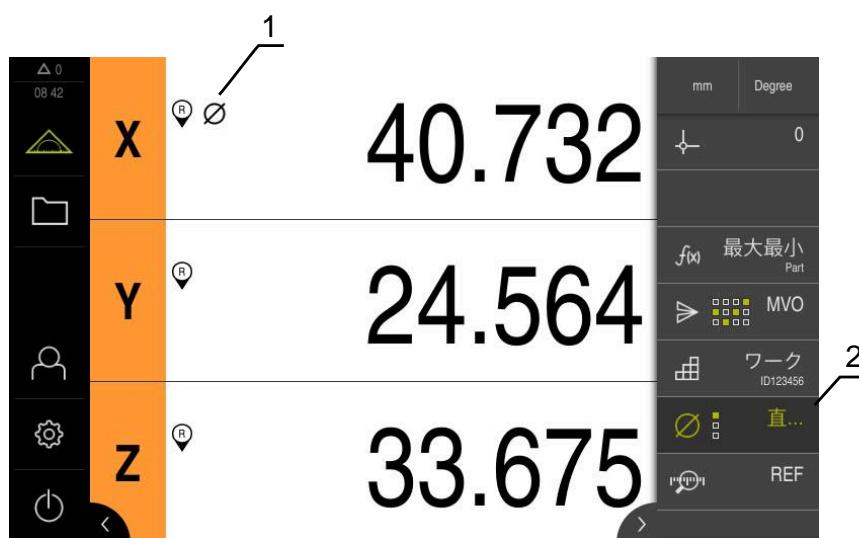 1
0
08 42
mm Degree
X R 40.732
0
Y R 24.564
最大最小
Part
MVO
ワーク
ID123456
2
Z R 33.675
直...
REF